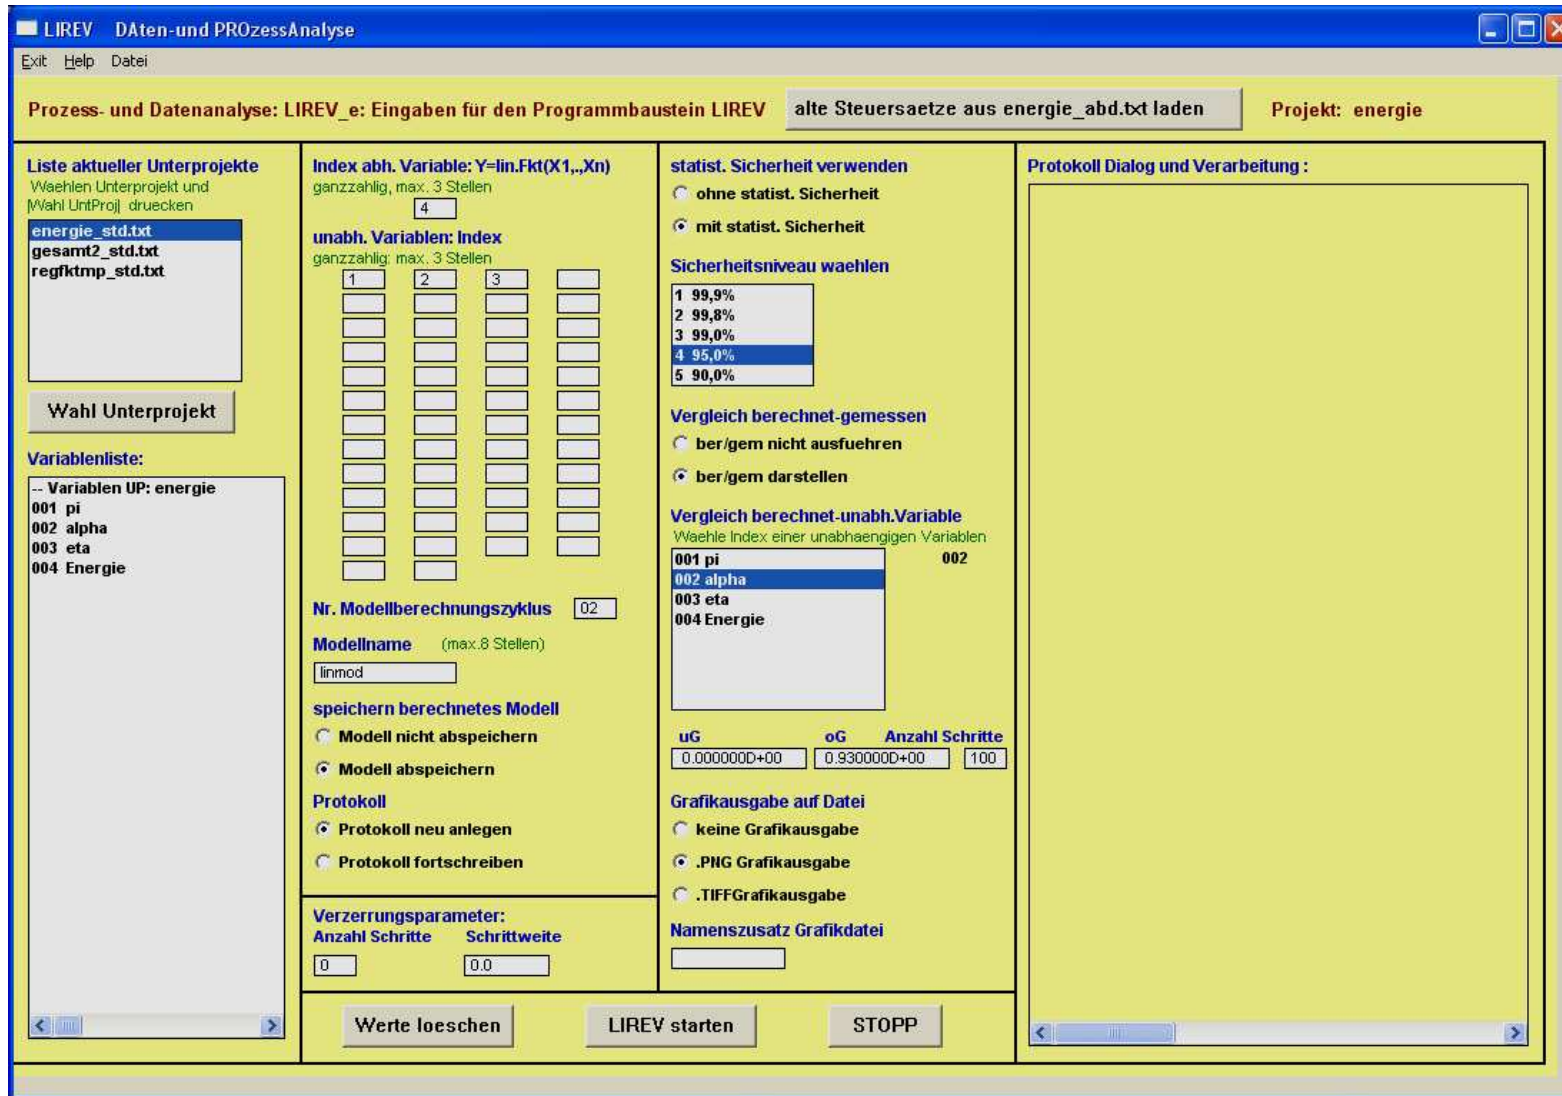 LIREV DAten-und PROzessAnalyse
Exit Help Datei
Prozess- und Datenanalyse: LIREV_e: Eingaben für den Programmbaustein LIREV
alte Steuersaetze aus energie_abd.txt laden
Projekt: energie
Liste aktueller Unterprojekte
Waehlen Unterprojekt und
|Wahl UntProj| druecken
energie_std.txt
gesamt2_std.txt
regfktmp_std.txt
Wahl Unterprojekt
Variablenliste:
-- Variablen UP: energie
001 pi
002 alpha
003 eta
004 Energie
Index abh. Variable: Y=lin.Fkt(X1,.,Xn)
ganzzahlig, max. 3 Stellen
4
unabh. Variablen: Index
ganzzahlig: max. 3 Stellen
1 2 3
Nr. Modellberechnungszyklus 02
Modellname (max.8 Stellen)
linmod
speichern berechnetes Modell
Modell nicht abspeichern
Modell abspeichern
Protokoll
Protokoll neu anlegen
Protokoll fortschreiben
Verzerrungsparameter:
Anzahl Schritte Schrittweite
0 0.0
statist. Sicherheit verwenden
ohne statist. Sicherheit
mit statist. Sicherheit
Sicherheitsniveau waehlen
1 99,9%
2 99,8%
3 99,0%
4 95,0%
5 90,0%
Vergleich berechnet-gemessen
ber/gem nicht ausfuehren
ber/gem darstellen
Vergleich berechnet-unabh.Variable
Waehle Index einer unabhaengigen Variablen
001 pi 002
002 alpha
003 eta
004 Energie
uG oG Anzahl Schritte
0.000000D+00 0.930000D+00 100
Grafikausgabe auf Datei
keine Grafikausgabe
.PNG Grafikausgabe
.TIFFGrafikausgabe
Namenszusatz Grafikdatei
Werte loeschen
LIREV starten
STOPP
Protokoll Dialog und Verarbeitung :